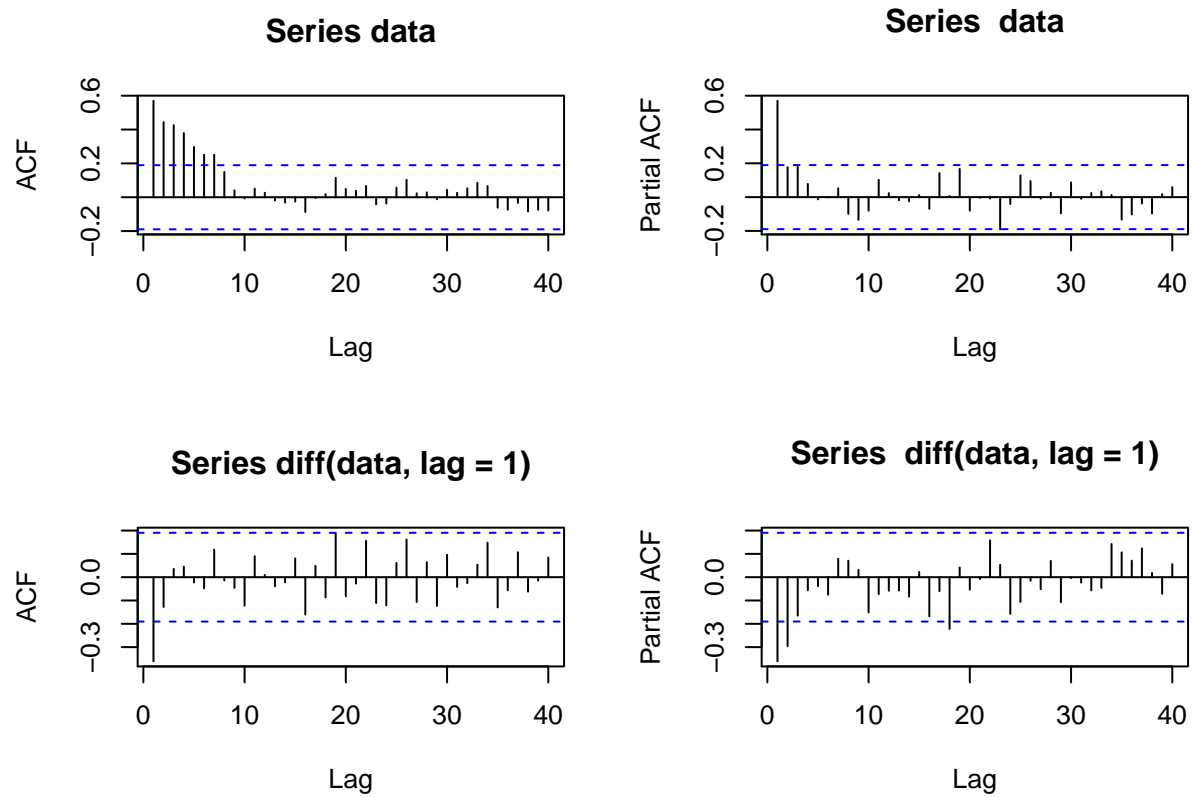 Series data
ACF
0.6
0.2
−0.2
0 10 20 30 40
Lag
Series  data
Partial ACF
0.6
0.2
−0.2
0 10 20 30 40
Lag
Series diff(data, lag = 1)
ACF
0.0
−0.3
0 10 20 30 40
Lag
Series  diff(data, lag = 1)
Partial ACF
0.0
−0.3
0 10 20 30 40
Lag